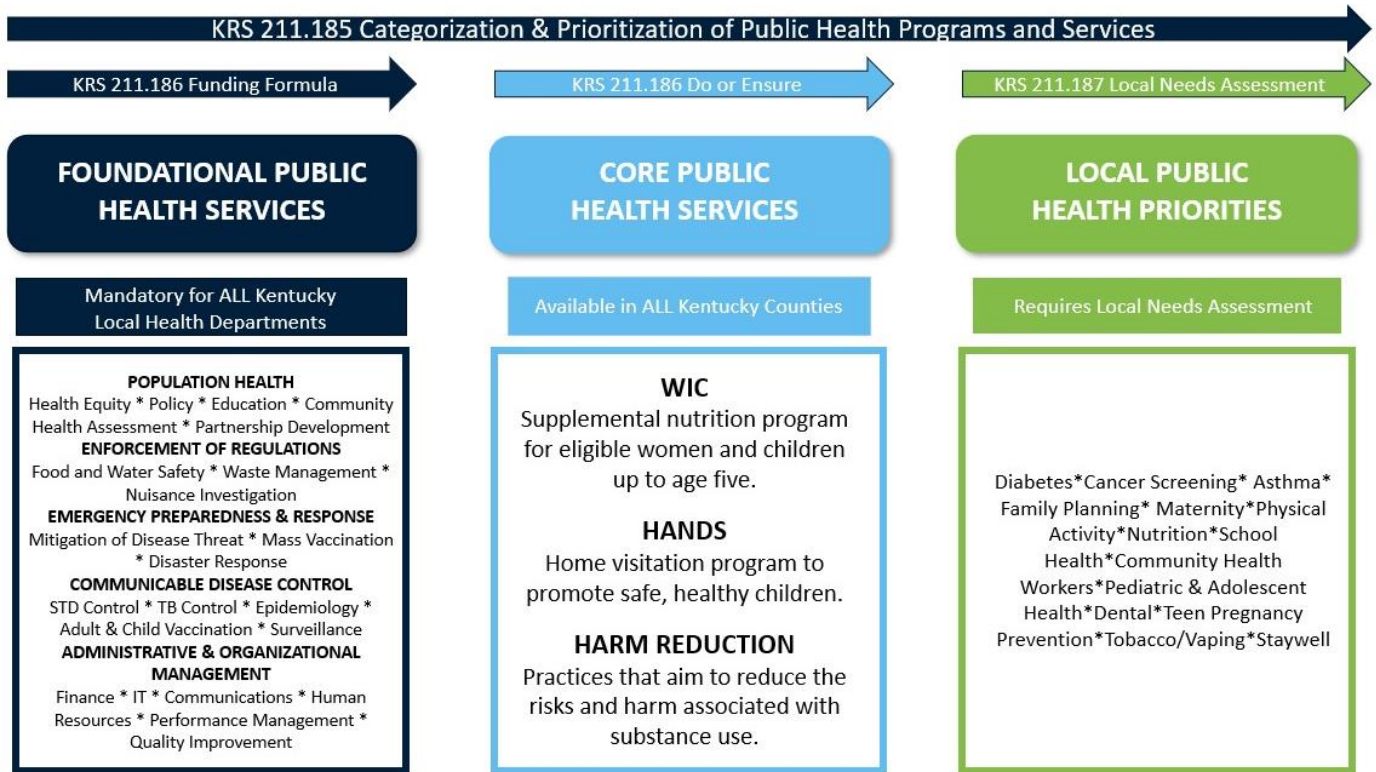 KRS 211.185 Categorization & Prioritization of Public Health Programs and Services
KRS 211.186 Funding Formula
FOUNDATIONAL PUBLIC
HEALTH SERVICES
Mandatory for ALL Kentucky
Local Health Departments
POPULATION HEALTH
Health Equity * Policy * Education * Community
Health Assessment * Partnership Development
ENFORCEMENT OF REGULATIONS
Food and Water Safety * Waste Management *
Nuisance Investigation
EMERGENCY PREPAREDNESS & RESPONSE
Mitigation of Disease Threat * Mass Vaccination
* Disaster Response
COMMUNICABLE DISEASE CONTROL
STD Control * TB Control * Epidemiology *
Adult & Child Vaccination * Surveillance
ADMINISTRATIVE & ORGANIZATIONAL
MANAGEMENT
Finance * IT * Communications * Human
Resources * Performance Management *
Quality Improvement
KRS 211.186 Do or Ensure
CORE PUBLIC
HEALTH SERVICES
Available in ALL Kentucky Counties
WIC
Supplemental nutrition program
for eligible women and children
up to age five.
HANDS
Home visitation program to
promote safe, healthy children.
HARM REDUCTION
Practices that aim to reduce the
risks and harm associated with
substance use.
KRS 211.187 Local Needs Assessment
LOCAL PUBLIC
HEALTH PRIORITIES
Requires Local Needs Assessment
Diabetes*Cancer Screening* Asthma*
Family Planning* Maternity*Physical
Activity*Nutrition*School
Health*Community Health
Workers*Pediatric & Adolescent
Health*Dental*Teen Pregnancy
Prevention*Tobacco/Vaping*Staywell